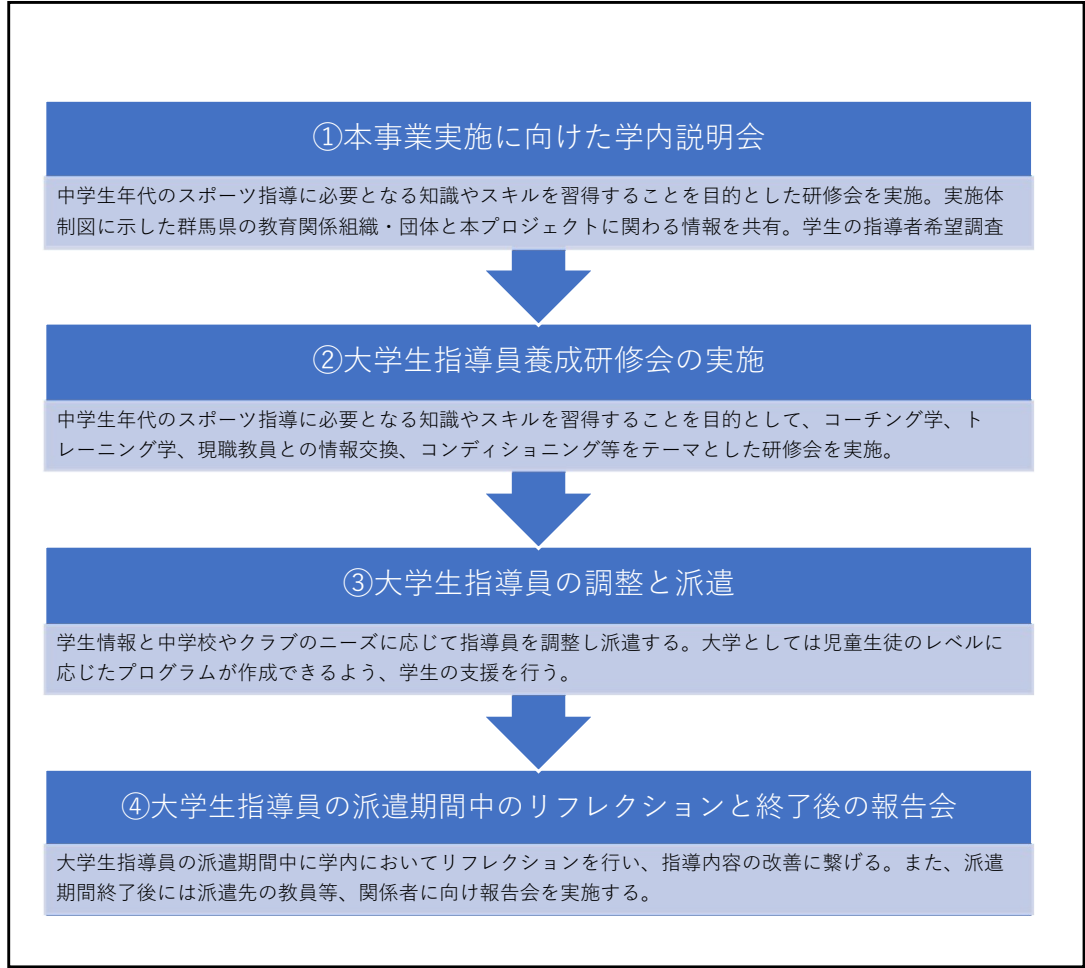 ①本事業実施に向けた学内説明会
中学生年代のスポーツ指導に必要となる知識やスキルを習得することを目的とした研修会を実施。実施体
制図に示した群馬県の教育関係組織・団体と本プロジェクトに関わる情報を共有。学生の指導者希望調査
②大学生指導員養成研修会の実施
中学生年代のスポーツ指導に必要となる知識やスキルを習得することを目的として、コーチング学、ト
レーニング学、現職教員との情報交換、コンディショニング等をテーマとした研修会を実施。
③大学生指導員の調整と派遣
学生情報と中学校やクラブのニーズに応じて指導員を調整し派遣する。大学としては児童生徒のレベルに
応じたプログラムが作成できるよう、学生の支援を行う。
④大学生指導員の派遣期間中のリフレクションと終了後の報告会
大学生指導員の派遣期間中に学内においてリフレクションを行い、指導内容の改善に繋げる。また、派遣
期間終了後には派遣先の教員等、関係者に向け報告会を実施する。